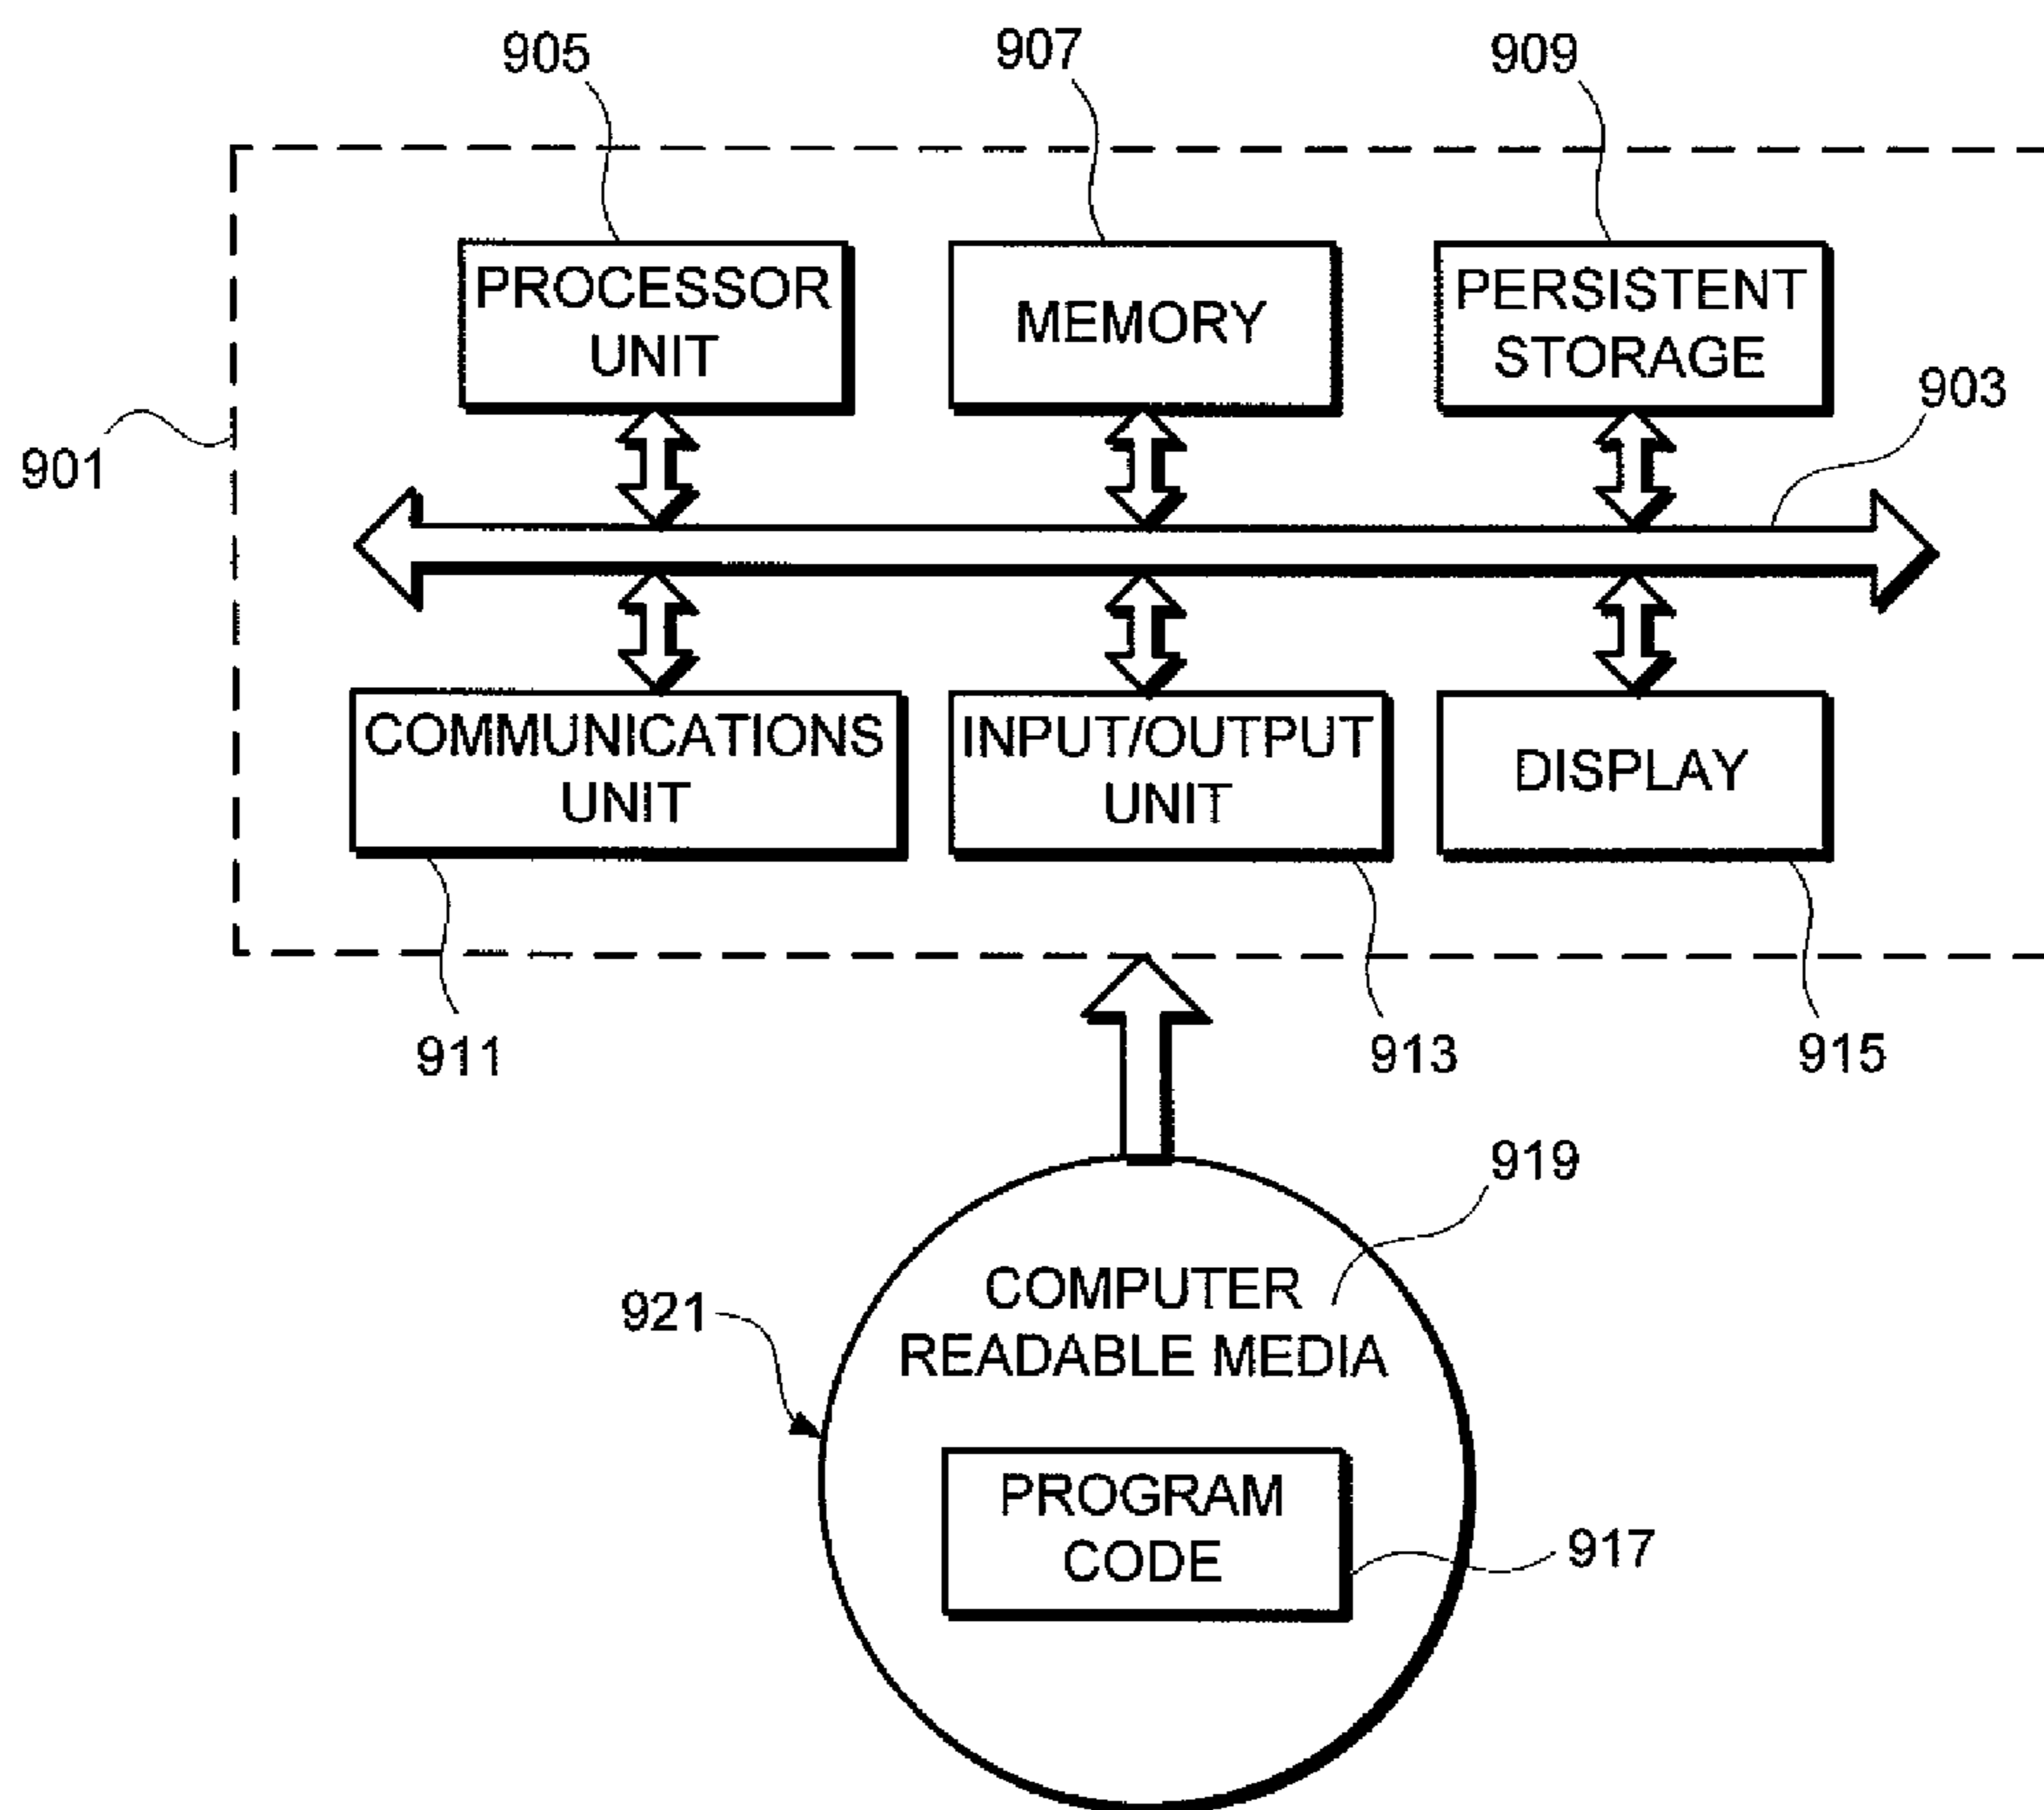 905
907
909
PROCESSOR
UNIT
MEMORY
PERSISTENT
STORAGE
903
901
COMMUNICATIONS
UNIT
INPUT/OUTPUT
UNIT
DISPLAY
911
913
915
919
COMPUTER
READABLE MEDIA
921
PROGRAM
CODE
917